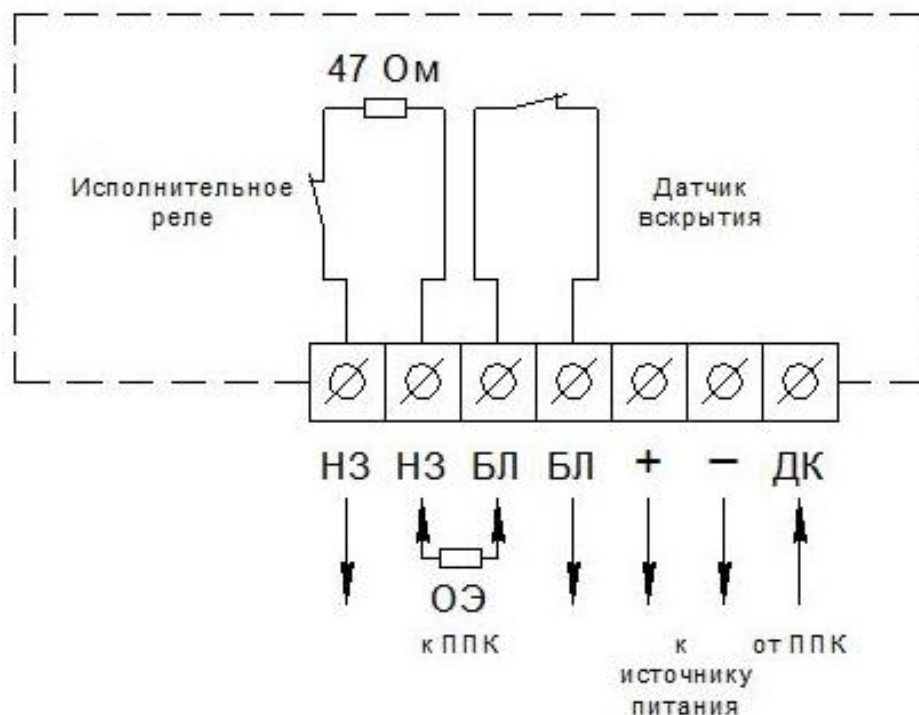 47 Ом
Исполнительное
реле
Датчик
вскрытия
НЗ НЗ БЛ БЛ + − ДК
ОЭ
к ППК
к
источнику
питания
от ППК